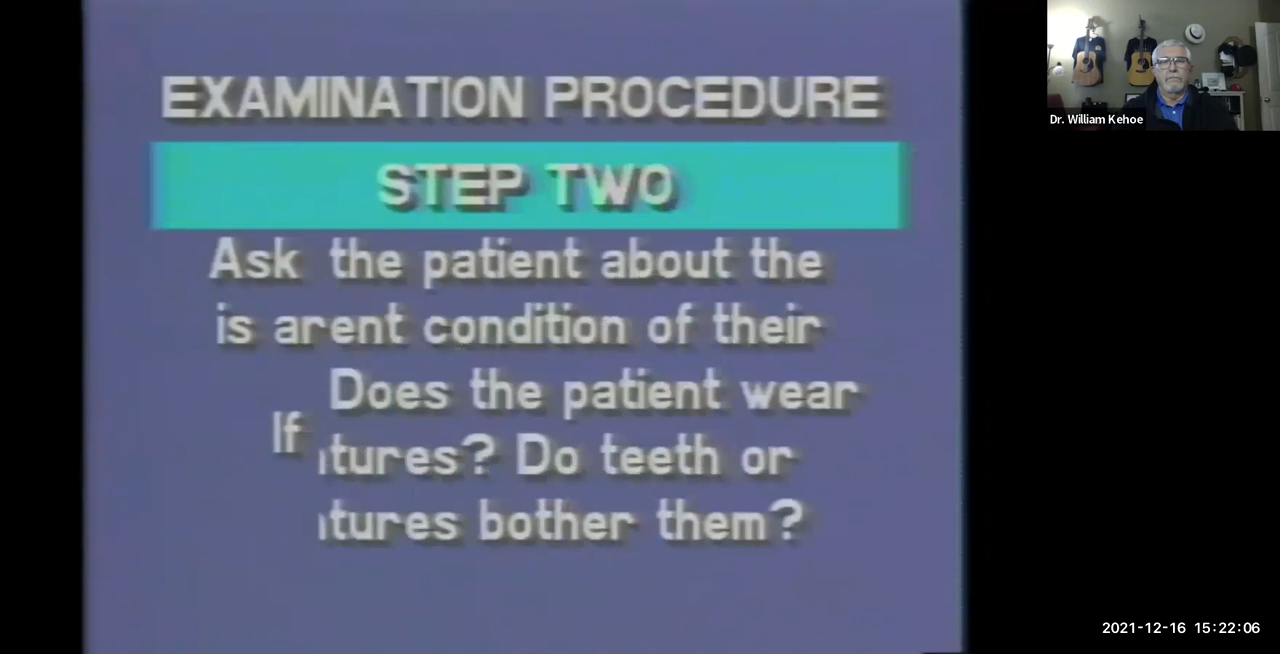 EXAMINATION PROCEDURE
STEP TWO
Ask the patient about the
is arent condition of their
Does the patient wear
If
tures? Do teeth or
tures bother them?
Dr. William Kehoe
2021-12-16 15:22:06